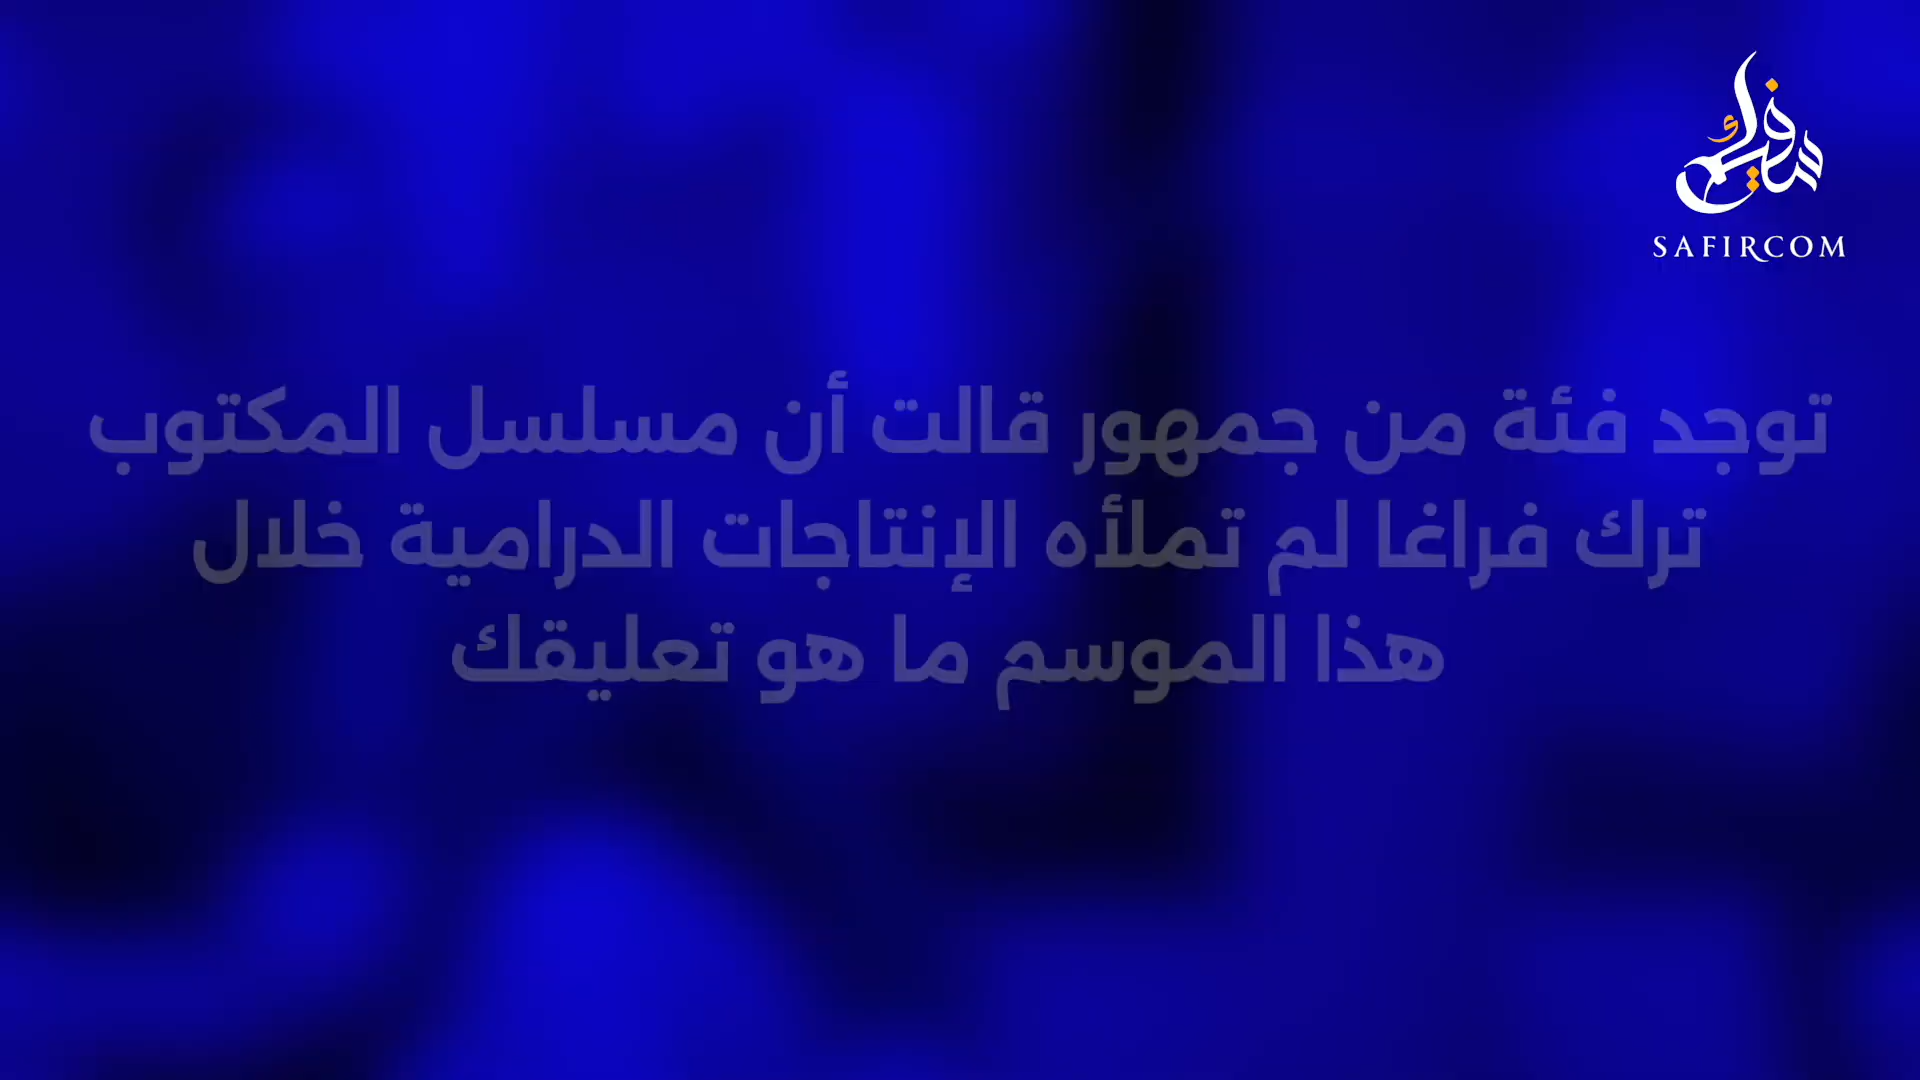 سافيركم
SAFIRCOM
توجد فئة من جمهور قالت أن مسلسل المكتوب
ترك فراغا لم تملأه الإنتاجات الدرامية خلال
هذا الموسم ما هو تعليقك